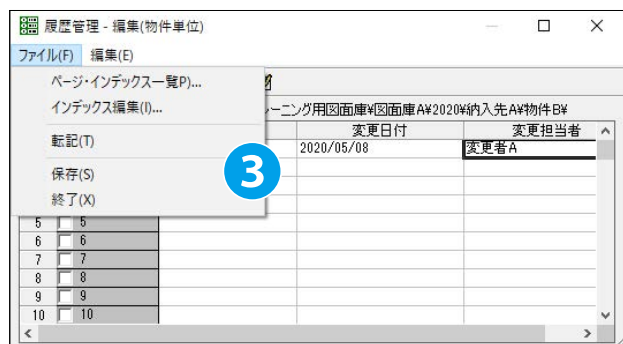 履歴管理 - 編集(物件単位)
ファイル(F) 編集(E)
ページ・インデックス一覧P)...
インデックス編集(I)...
転記(T)
保存(S)
終了(X)
3
ーニング用図面庫¥図面庫A¥2020¥納入先A¥物件B¥
変更日付 変更担当者
2020/05/08 変更者A
5 5
6 6
7 7
8 8
9 9
10 10